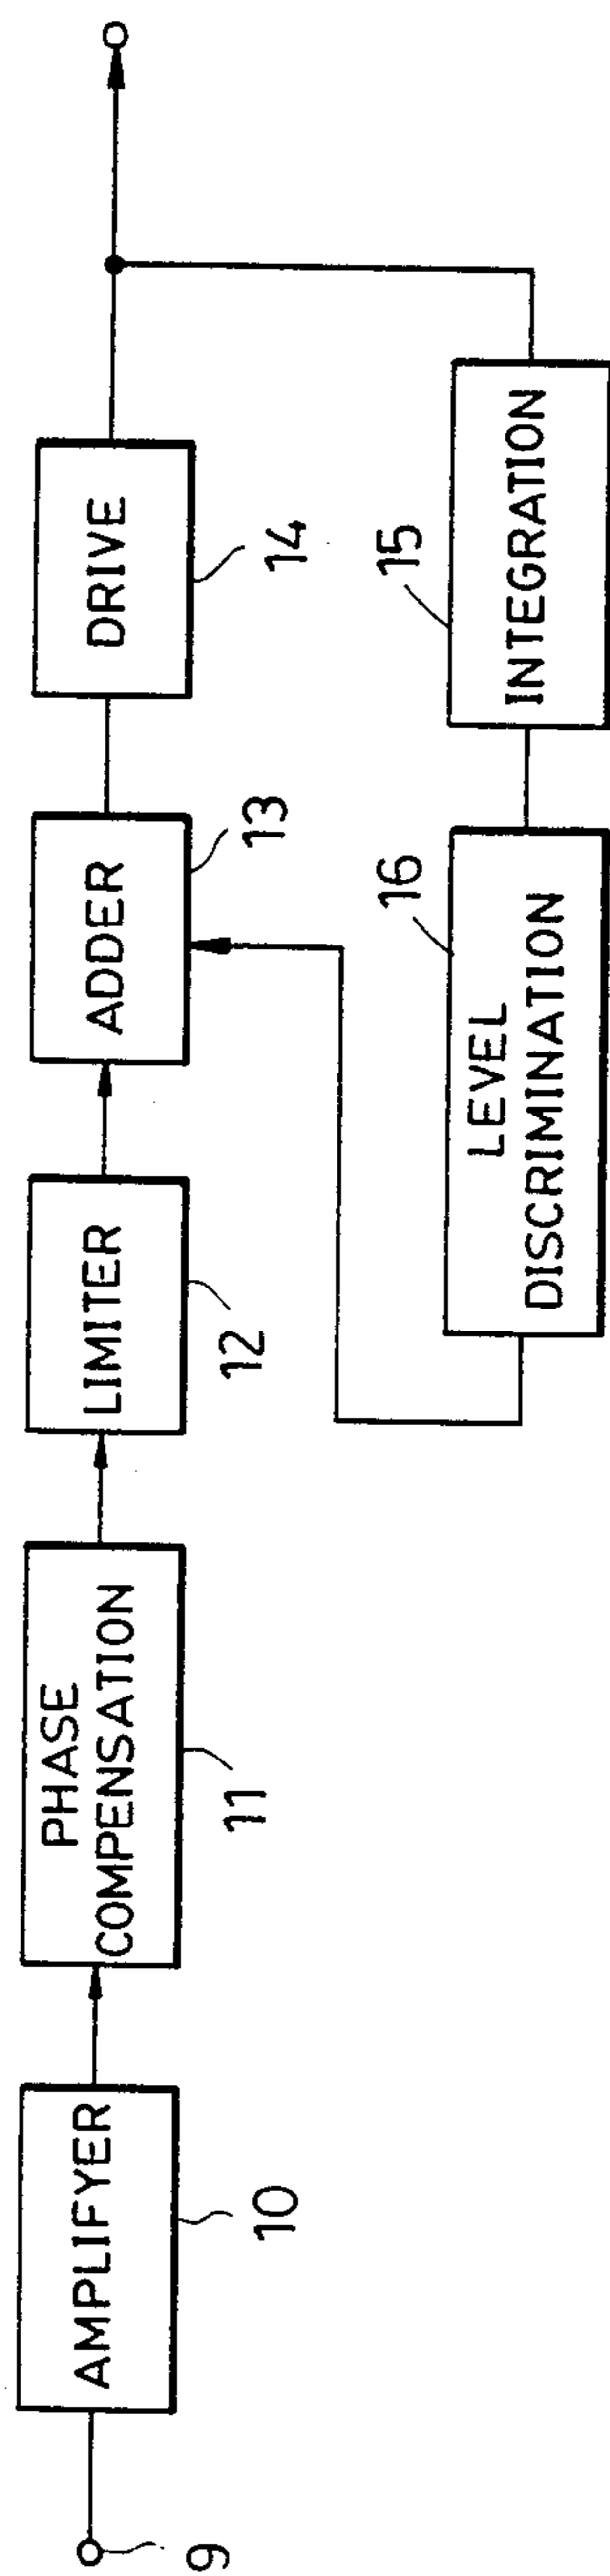 9
AMPLIFYER
10
PHASE
COMPENSATION
11
LIMITER
12
ADDER
13
DRIVE
14
INTEGRATION
15
LEVEL
DISCRIMINATION
16